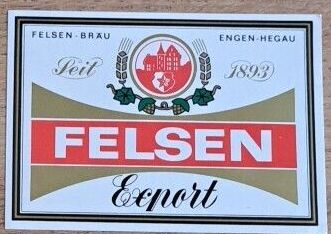 FELSEN-BRÄU ENGEN-HEGAU
Seit 1893
FELSEN
Export